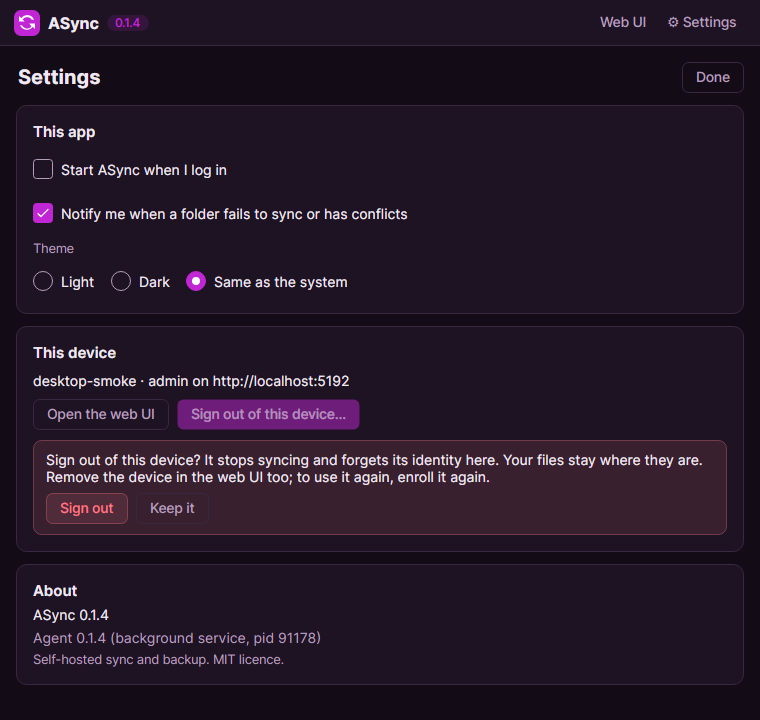 ASync 0.1.4 Web UI ⚙ Settings
Settings Done
This app
Start ASync when I log in
Notify me when a folder fails to sync or has conflicts
Theme
Light Dark Same as the system
This device
desktop-smoke · admin on http://localhost:5192
Open the web UI Sign out of this device...
Sign out of this device? It stops syncing and forgets its identity here. Your files stay where they are.
Remove the device in the web UI too; to use it again, enroll it again.
Sign out Keep it
About
ASync 0.1.4
Agent 0.1.4 (background service, pid 91178)
Self-hosted sync and backup. MIT licence.